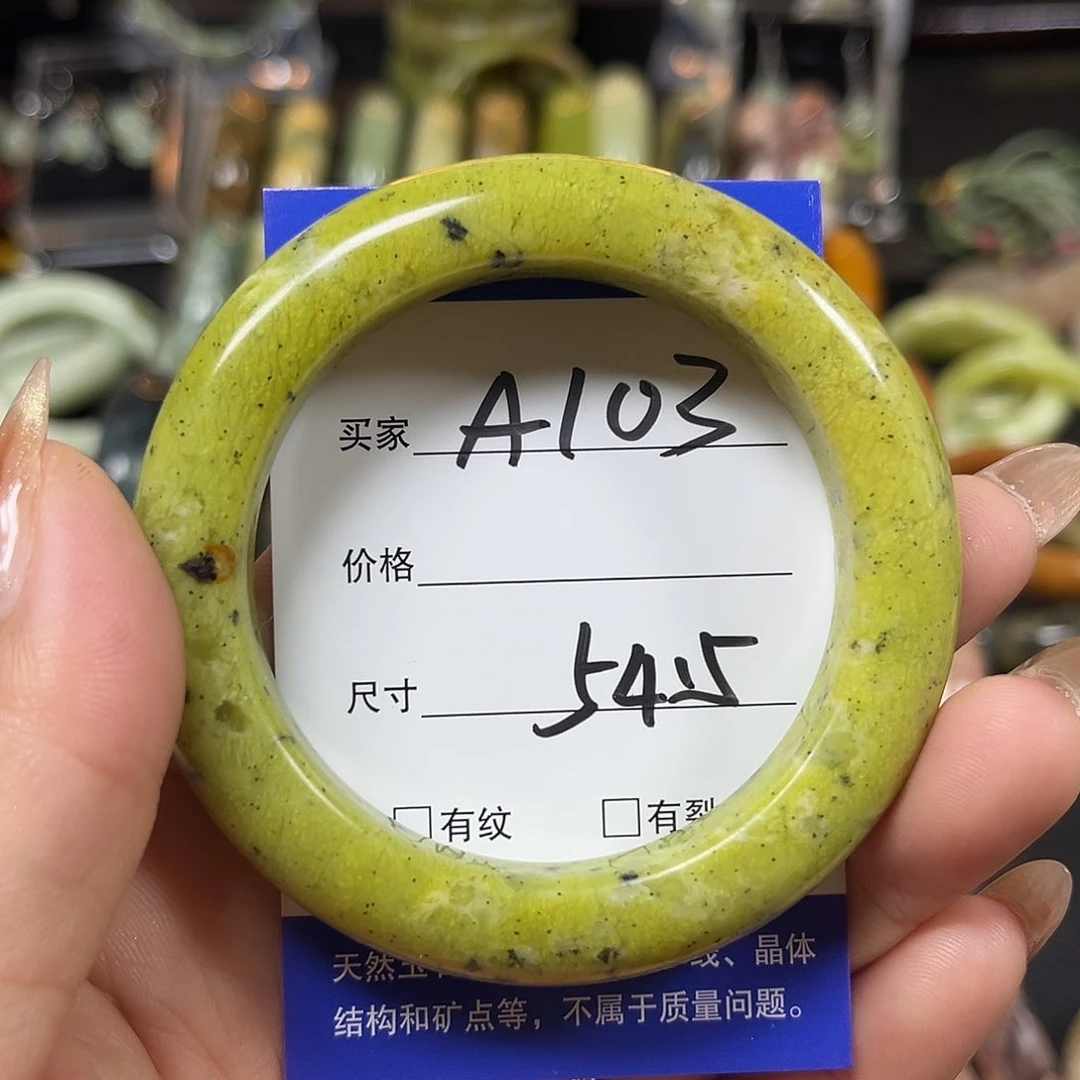 买家 A103
价格
尺寸 54.5
□有纹 □有裂
天然玉 线、晶体
结构和矿点等，不属于质量问题。